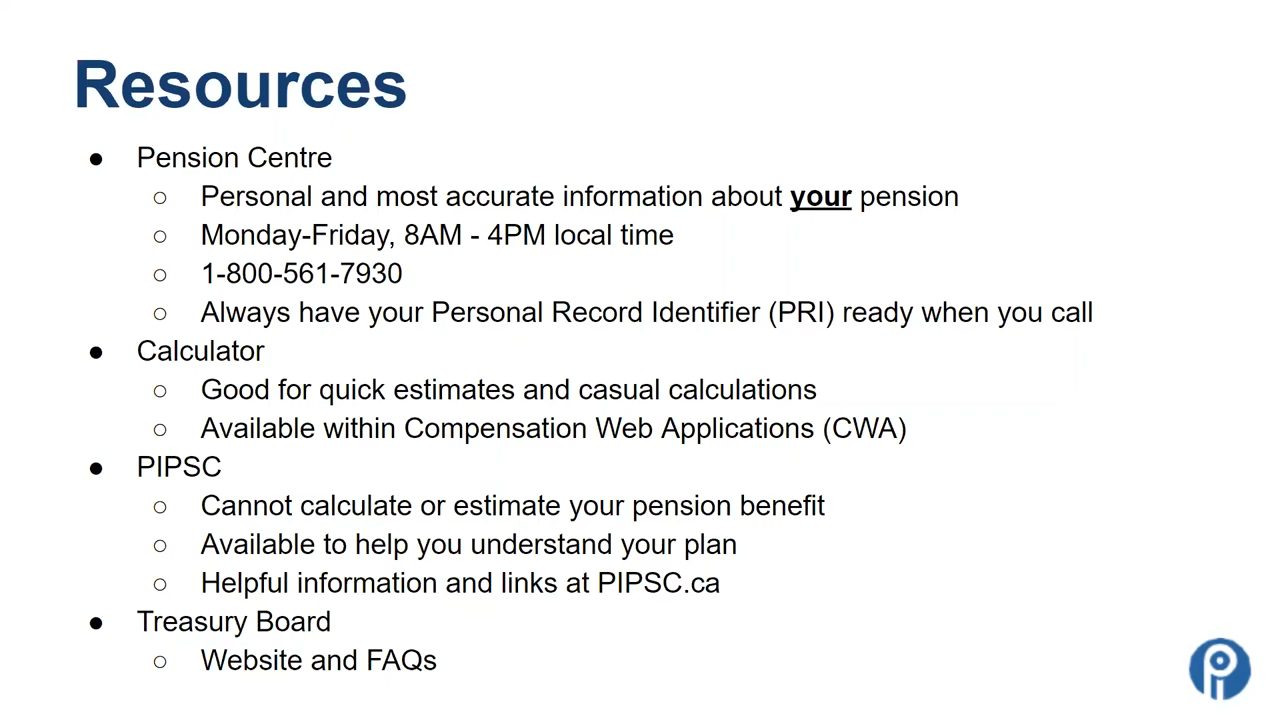 Resources
● Pension Centre
○ Personal and most accurate information about your pension
○ Monday-Friday, 8AM - 4PM local time
○ 1-800-561-7930
○ Always have your Personal Record Identifier (PRI) ready when you call
● Calculator
○ Good for quick estimates and casual calculations
○ Available within Compensation Web Applications (CWA)
● PIPSC
○ Cannot calculate or estimate your pension benefit
○ Available to help you understand your plan
○ Helpful information and links at PIPSC.ca
● Treasury Board
○ Website and FAQs